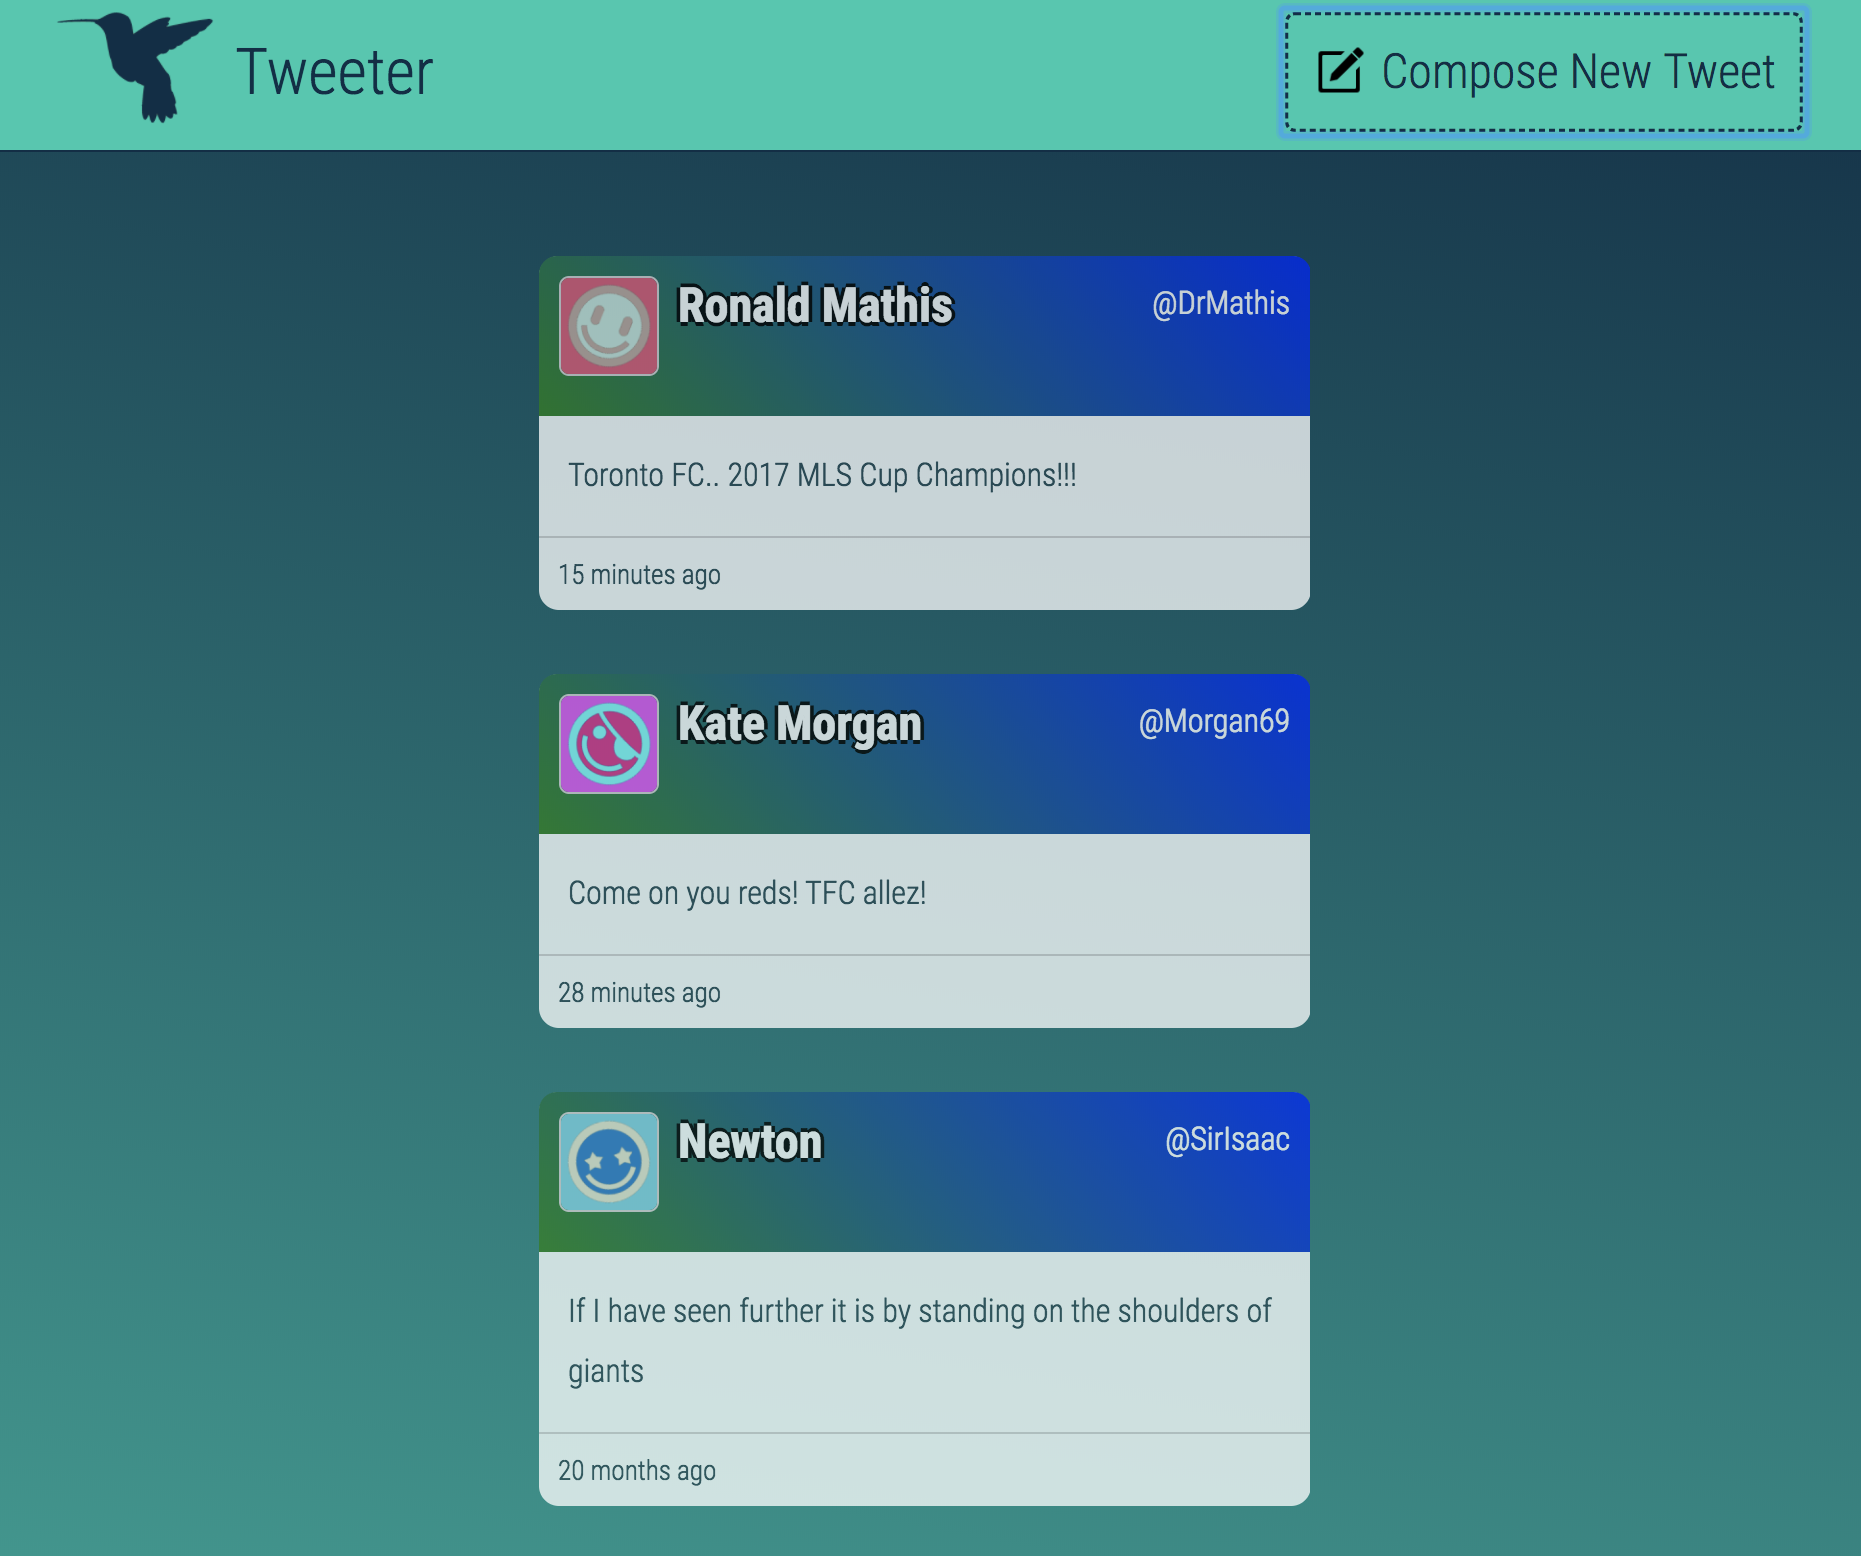 Tweeter
Compose New Tweet
Ronald Mathis
@DrMathis
Toronto FC.. 2017 MLS Cup Champions!!!
15 minutes ago
Kate Morgan
@Morgan69
Come on you reds! TFC allez!
28 minutes ago
Newton
@SirIsaac
If I have seen further it is by standing on the shoulders of
giants
20 months ago